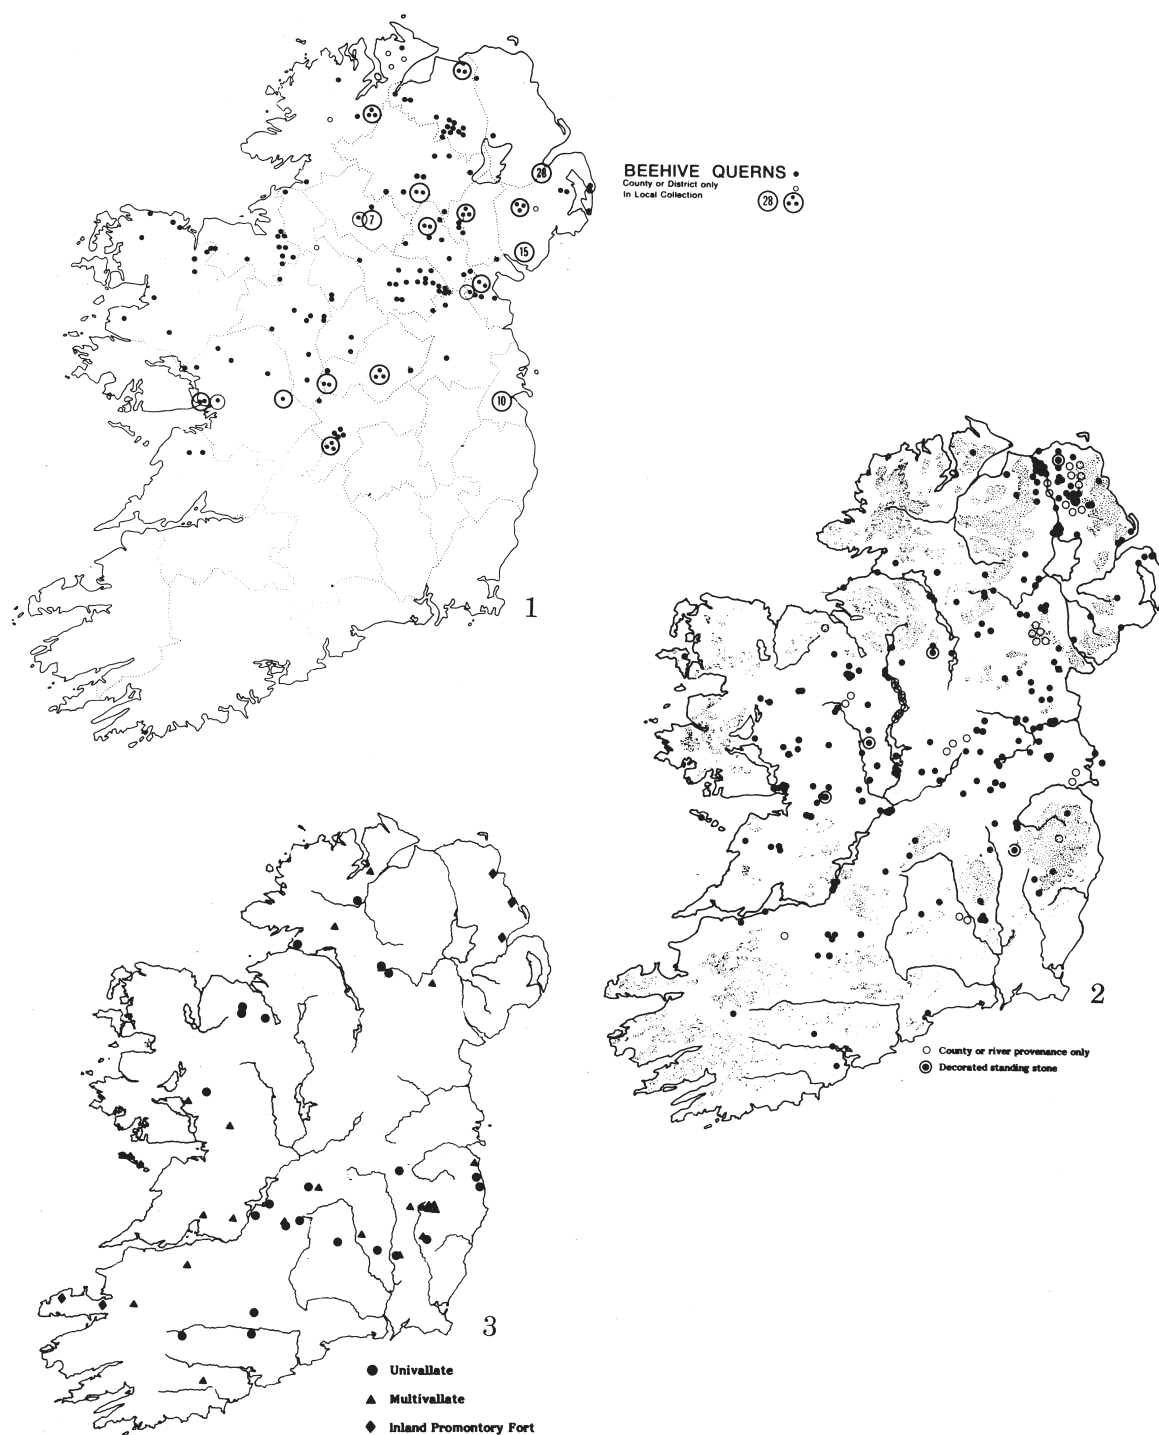 BEEHIVE QUERNS
County or District only
In Local Collection
28
28
7
15
10
1
2
County or river provenance only
Decorated standing stone
3
Univallate
Multivallate
Inland Promontory Fort